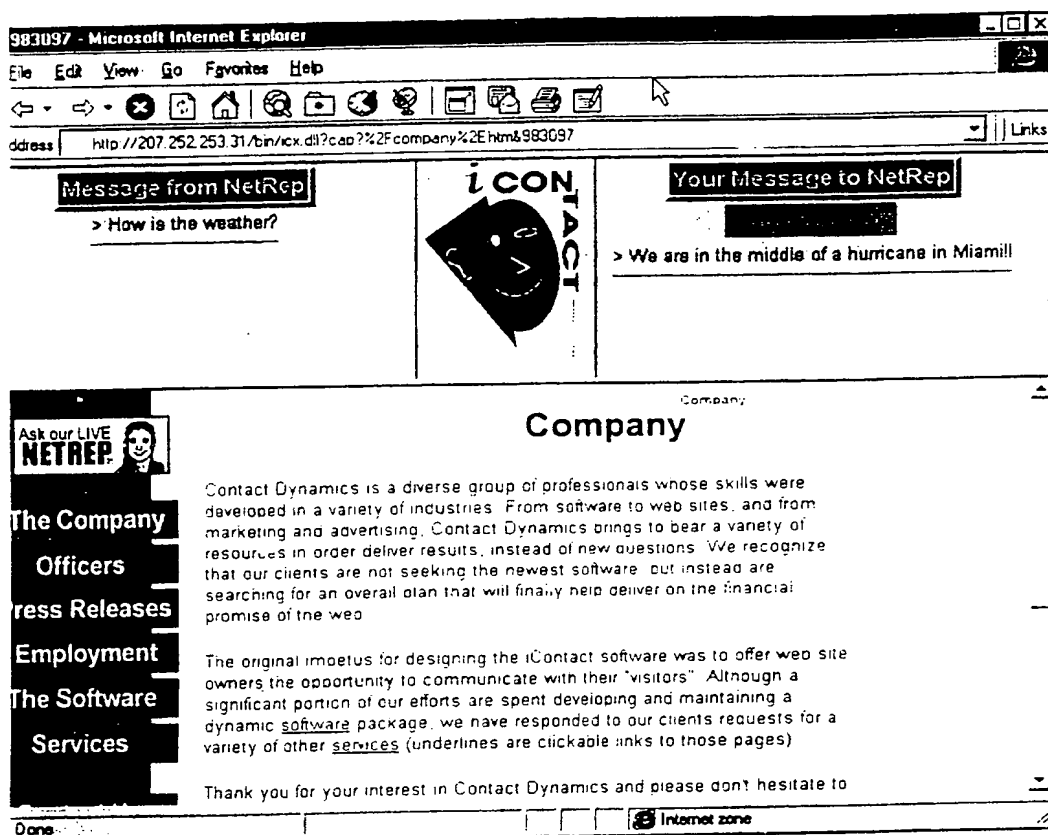 983097 - Microsoft Internet Explorer
File Edit View Go Favorites Help
ddress http://207.252.253.31/bin/icx.dll?cap?%2Fcompany%2Ehtm&983097 Links
Message from NetRep
> How is the weather?
i CONTACT
Your Message to NetRep
> We are in the middle of a hurricane in Miami!!
Ask our LIVE
NETREP
The Company
Officers
ress Releases
Employment
The Software
Services
Company
Company
Contact Dynamics is a diverse group of professionals whose skills were
developed in a variety of industries. From software to web sites, and from
marketing and advertising, Contact Dynamics brings to bear a variety of
resources in order deliver results, instead of new questions. We recognize
that our clients are not seeking the newest software, but instead are
searching for an overall plan that will finally help deliver on the financial
promise of the web
The original impetus for designing the iContact software was to offer web site
owners the opportunity to communicate with their "visitors". Although a
significant portion of our efforts are spent developing and maintaining a
dynamic software package, we have responded to our clients requests for a
variety of other services (underlines are clickable links to those pages)
Thank you for your interest in Contact Dynamics and please don't hesitate to
Done
Internet zone